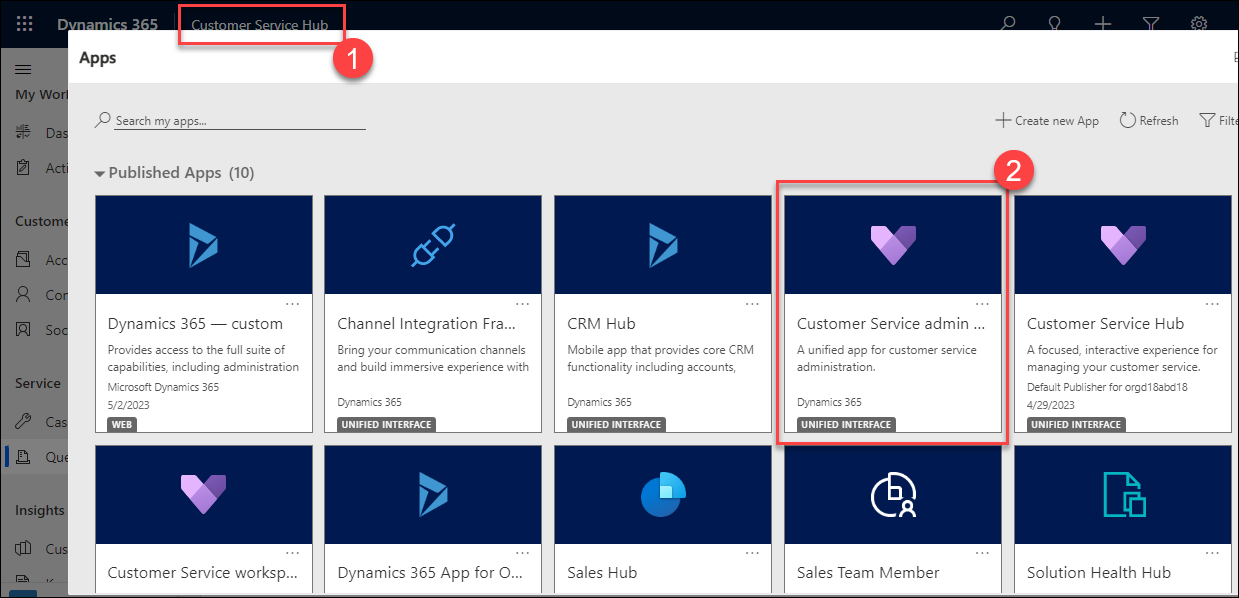 Dynamics 365
Customer Service Hub
1
Apps
My Wor
Das
Acti
Custome
Acc
Con
Soc
Service
Cas
Que
Insights
Cus
Search my apps...
Create new App
Refresh
Filte
Published Apps (10)
2
Dynamics 365 — custom
Provides access to the full suite of
capabilities, including administration
Microsoft Dynamics 365
5/2/2023
WEB
Channel Integration Fra...
Bring your communication channels
and build immersive experience with
Dynamics 365
UNIFIED INTERFACE
CRM Hub
Mobile app that provides core CRM
functionality including accounts,
Dynamics 365
UNIFIED INTERFACE
Customer Service admin ...
A unified app for customer service
administration.
Dynamics 365
UNIFIED INTERFACE
Customer Service Hub
A focused, interactive experience for
managing your customer service.
Default Publisher for orgd18abd18
4/29/2023
UNIFIED INTERFACE
Customer Service worksp...
Dynamics 365 App for O...
Sales Hub
Sales Team Member
Solution Health Hub